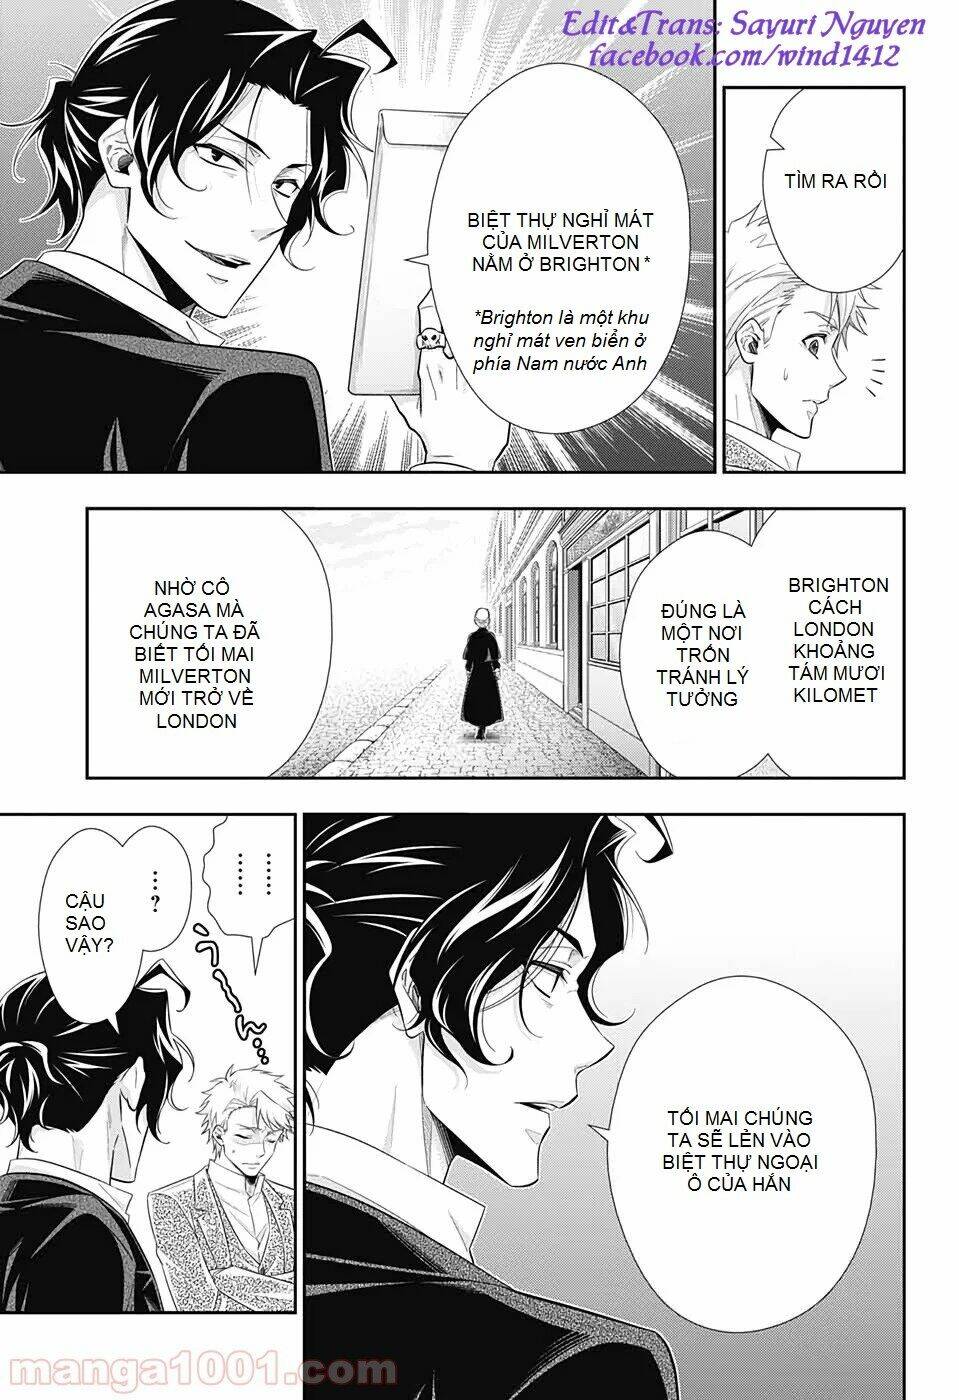 Edit&Trans: Sayuri Nguyen
facebook.com/wind1412
TÌM RA RỒI
BIỆT THỰ NGHỈ MÁT
CỦA MILVERTON
NẰM Ở BRIGHTON *
*Brighton là một khu
nghỉ mát ven biển ở
phía Nam nước Anh
BRIGHTON
CÁCH
LONDON
KHOẢNG
TÁM MƯƠI
KILOMET
ĐÚNG LÀ
MỘT NƠI
TRỐN
TRÁNH LÝ
TƯỞNG
NHỜ CÔ
AGASA MÀ
CHÚNG TA ĐÃ
BIẾT TỐI MAI
MILVERTON
MỚI TRỞ VỀ
LONDON
TỐI MAI CHÚNG
TA SẼ LẺN VÀO
BIỆT THỰ NGOẠI
Ô CỦA HẮN
……
……
うーん…
…?
CẬU
SAO
VẬY?
manga1001.com